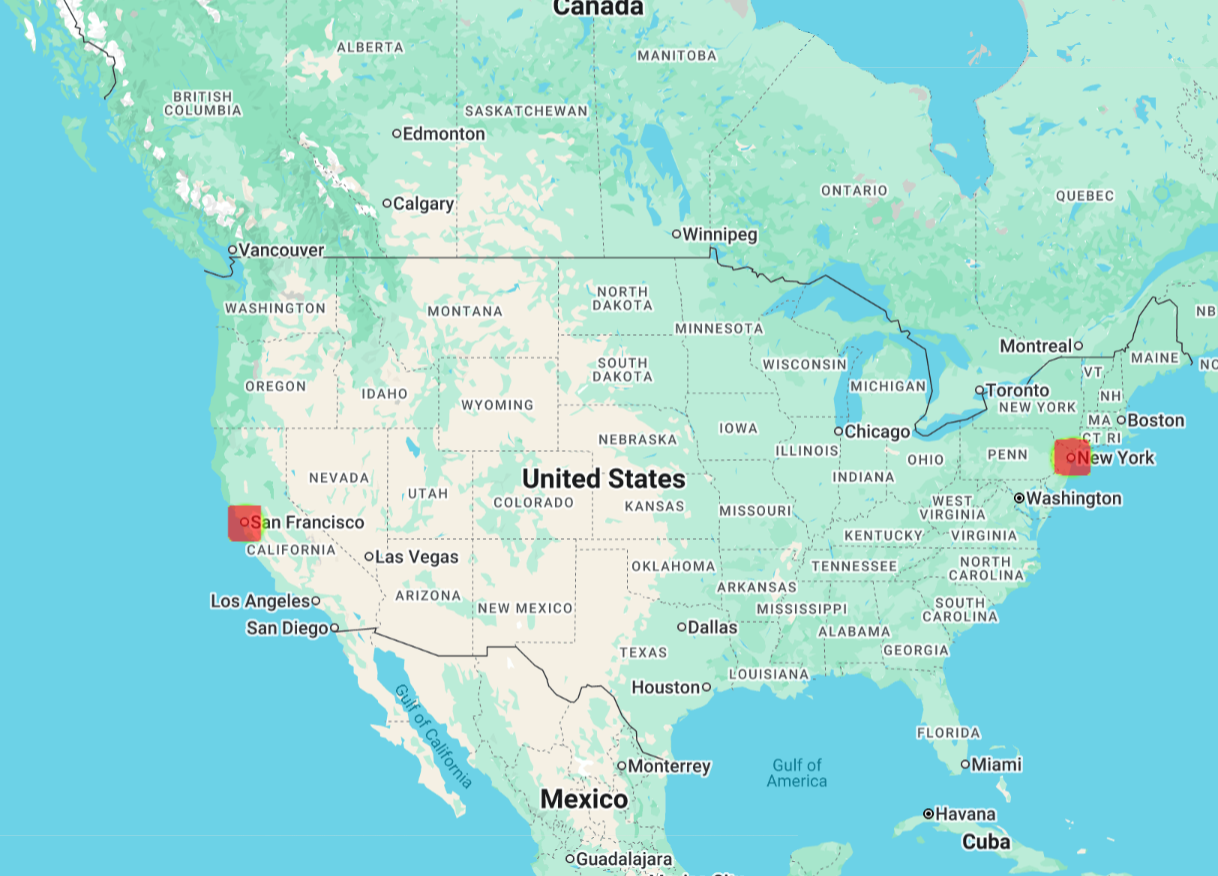 Canada
ALBERTA
MANITOBA
BRITISH
COLUMBIA
SASKATCHEWAN
Edmonton
ONTARIO
QUEBEC
Calgary
Winnipeg
Vancouver
WASHINGTON
MONTANA
NORTH
DAKOTA
NB
MINNESOTA
Montreal
MAINE
WISCONSIN
SOUTH
DAKOTA
VT
NO
OREGON
IDAHO
MICHIGAN
Toronto
NH
WYOMING
NEW YORK
MA
Boston
IOWA
Chicago
NEBRASKA
CT RI
ILLINOIS
OHIO
PENN
New York
NEVADA
United States
INDIANA
UTAH
COLORADO
KANSAS
MISSOURI
WEST
VIRGINIA
Washington
San Francisco
KENTUCKY
VIRGINIA
CALIFORNIA
Las Vegas
OKLAHOMA
TENNESSEE
NORTH
CAROLINA
ARKANSAS
Los Angeles
ARIZONA
NEW MEXICO
MISSISSIPPI
SOUTH
CAROLINA
San Diego
Dallas
ALABAMA
TEXAS
GEORGIA
LOUISIANA
Houston
Gulf of California
FLORIDA
Gulf of
America
Monterrey
Miami
Mexico
Havana
Cuba
Guadalajara